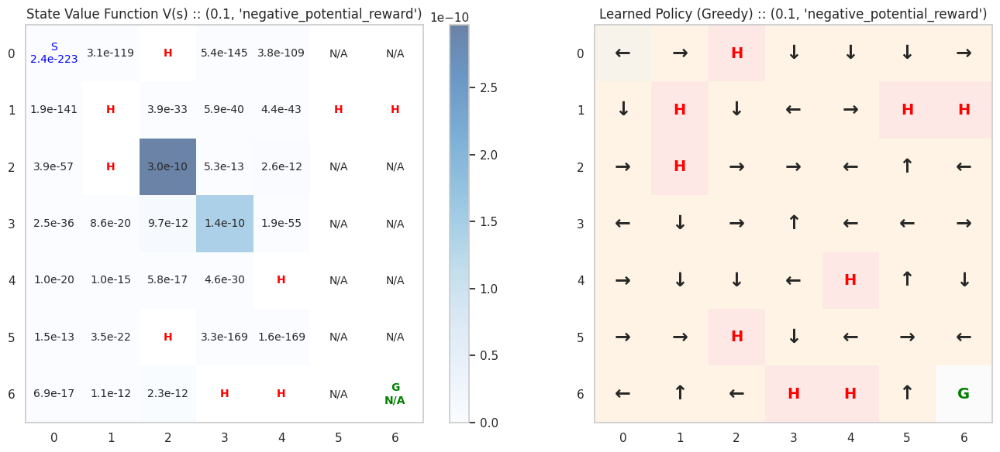 State Value Function V(s) :: (0.1, 'negative_potential_reward')
1e−10
Learned Policy (Greedy) :: (0.1, 'negative_potential_reward')
0 S 3.1e-119 H 5.4e-145 3.8e-109 N/A N/A
2.4e-223
1 1.9e-141 H 3.9e-33 5.9e-40 4.4e-43 H H
2 3.9e-57 H 3.0e-10 5.3e-13 2.6e-12 N/A N/A
3 2.5e-36 8.6e-20 9.7e-12 1.4e-10 1.9e-55 N/A N/A
4 1.0e-20 1.0e-15 5.8e-17 4.6e-30 H N/A N/A
5 1.5e-13 3.5e-22 H 3.3e-169 1.6e-169 N/A N/A
6 6.9e-17 1.1e-12 2.3e-12 H H N/A G
N/A
0 1 2 3 4 5 6
2.5
2.0
1.5
1.0
0.5
0.0
0 ← → H ↓ ↓ ↓ →
1 ↓ H ↓ ← → H H
2 → H → → ← ↑ ←
3 ← ↓ → ↑ ← ← →
4 → ↓ ↓ ← H ↑ ↓
5 → → H ↓ ← → ←
6 ← ↑ ← H H ↑ G
0 1 2 3 4 5 6